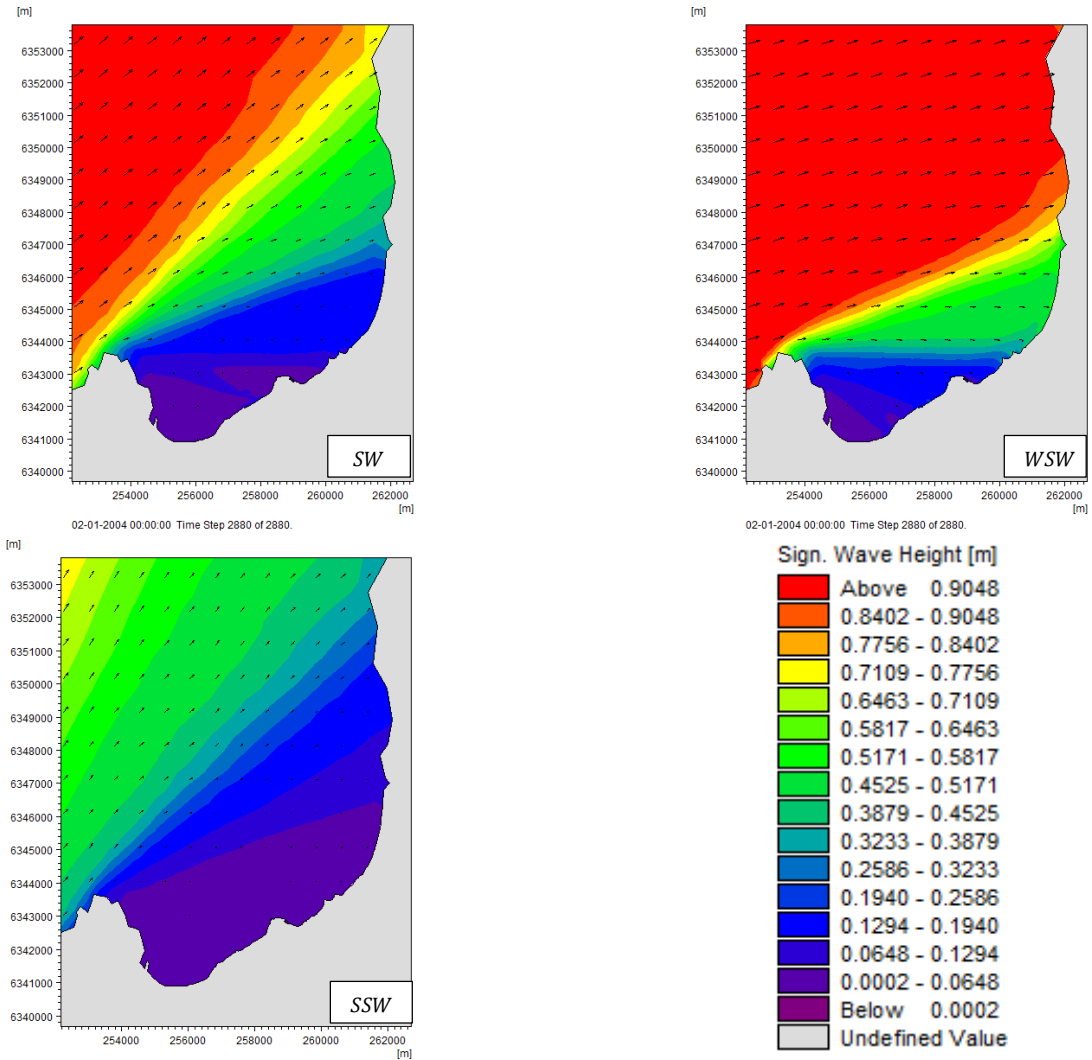 [m]
6353000
6352000
6351000
6350000
6349000
6348000
6347000
6346000
6345000
6344000
6343000
6342000
6341000
6340000
SW
254000 256000 258000 260000 262000
[m]
02-01-2004 00:00:00 Time Step 2880 of 2880.
[m]
6353000
6352000
6351000
6350000
6349000
6348000
6347000
6346000
6345000
6344000
6343000
6342000
6341000
6340000
WSW
254000 256000 258000 260000 262000
[m]
02-01-2004 00:00:00 Time Step 2880 of 2880.
[m]
6353000
6352000
6351000
6350000
6349000
6348000
6347000
6346000
6345000
6344000
6343000
6342000
6341000
6340000
SSW
254000 256000 258000 260000 262000
[m]
Sign. Wave Height [m]
Above 0.9048
0.8402 - 0.9048
0.7756 - 0.8402
0.7109 - 0.7756
0.6463 - 0.7109
0.5817 - 0.6463
0.5171 - 0.5817
0.4525 - 0.5171
0.3879 - 0.4525
0.3233 - 0.3879
0.2586 - 0.3233
0.1940 - 0.2586
0.1294 - 0.1940
0.0648 - 0.1294
0.0002 - 0.0648
Below 0.0002
Undefined Value